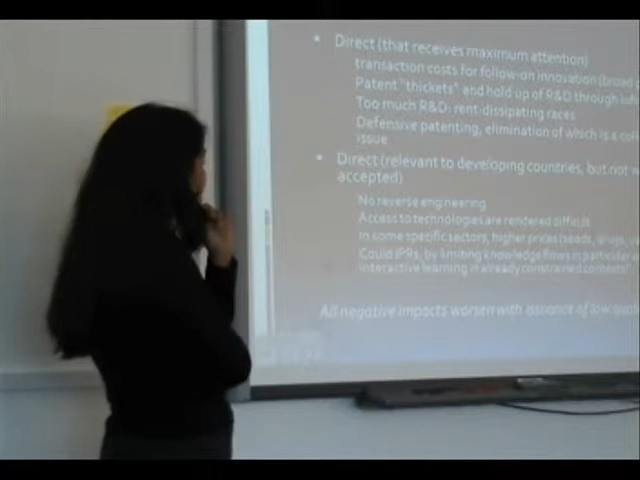 Direct (that receives maximum attention)
transaction costs for follow-on innovation (broad
Patent "thickets" and hold up of R&D through
Too much R&D: rent-dissipating races
Defensive patenting, elimination of which is a
issue
Direct (relevant to developing countries, but not
accepted)
No reverse engineering
Access to technologies are rendered difficult
In some specific sectors, higher prices (seeds, drugs,
Could IPRs, by limiting knowledge flows in particular
interactive learning in already constrained contexts?
All negative impacts worsen with issuance of low